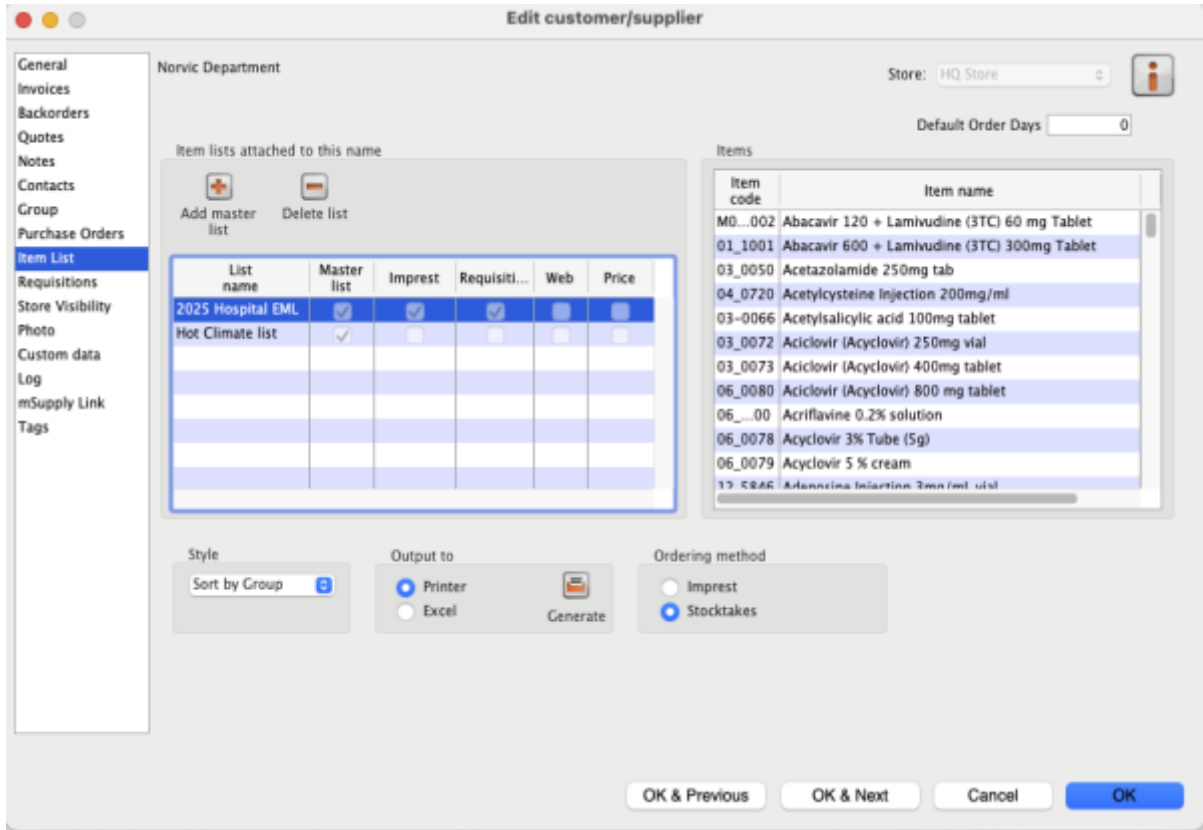 Edit customer/supplier
General
Invoices
Backorders
Quotes
Notes
Contacts
Group
Purchase Orders
Item List
Requisitions
Store Visibility
Photo
Custom data
Log
mSupply Link
Tags
Norvic Department
Store: HQ Store
Default Order Days 0
Item lists attached to this name
Add master list
Delete list
List name Master list Imprest Requisiti... Web Price
2025 Hospital EML
Hot Climate list
Items
Item code Item name
M0...002 Abacavir 120 + Lamivudine (3TC) 60 mg Tablet
01_1001 Abacavir 600 + Lamivudine (3TC) 300mg Tablet
03_0050 Acetazolamide 250mg tab
04_0720 Acetylcysteine Injection 200mg/ml
03-0066 Acetylsalicylic acid 100mg tablet
03_0072 Aciclovir (Acyclovir) 250mg vial
03_0073 Aciclovir (Acyclovir) 400mg tablet
06_0080 Aciclovir (Acyclovir) 800 mg tablet
06_...00 Acriflavine 0.2% solution
06_0078 Acyclovir 3% Tube (5g)
06_0079 Acyclovir 5 % cream
12_5846 Adenosine Injection 3mg/ml vial
Style
Sort by Group
Output to
Printer
Excel
Generate
Ordering method
Imprest
Stocktakes
OK & Previous
OK & Next
Cancel
OK